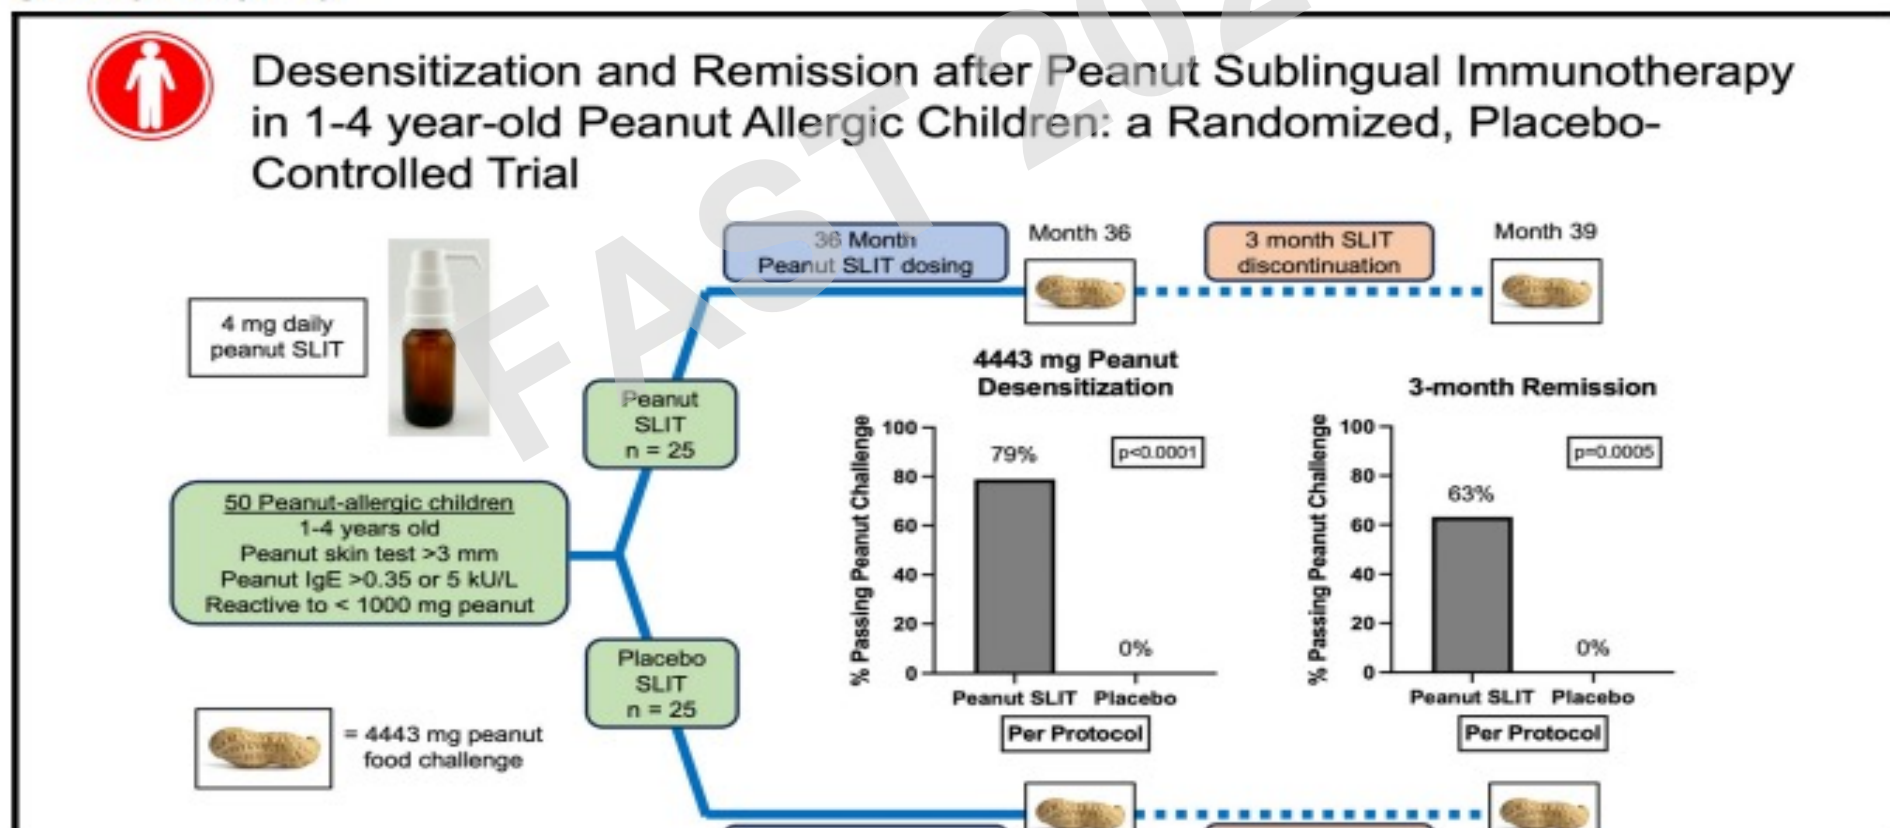 Desensitization and Remission after Peanut Sublingual Immunotherapy
in 1-4 year-old Peanut Allergic Children: a Randomized, Placebo-
Controlled Trial
4 mg daily
peanut SLIT
50 Peanut-allergic children
1-4 years old
Peanut skin test >3 mm
Peanut IgE >0.35 or 5 kU/L
Reactive to < 1000 mg peanut
= 4443 mg peanut
food challenge
Peanut
SLIT
n = 25
Placebo
SLIT
n = 25
36 Month
Peanut SLIT dosing
Month 36
3 month SLIT
discontinuation
Month 39
4443 mg Peanut
Desensitization
% Passing Peanut Challenge
100
80
60
40
20
0
79%
p<0.0001
0%
Peanut SLIT Placebo
Per Protocol
3-month Remission
% Passing Peanut Challenge
100
80
60
40
20
0
63%
p=0.0005
0%
Peanut SLIT Placebo
Per Protocol
FAST